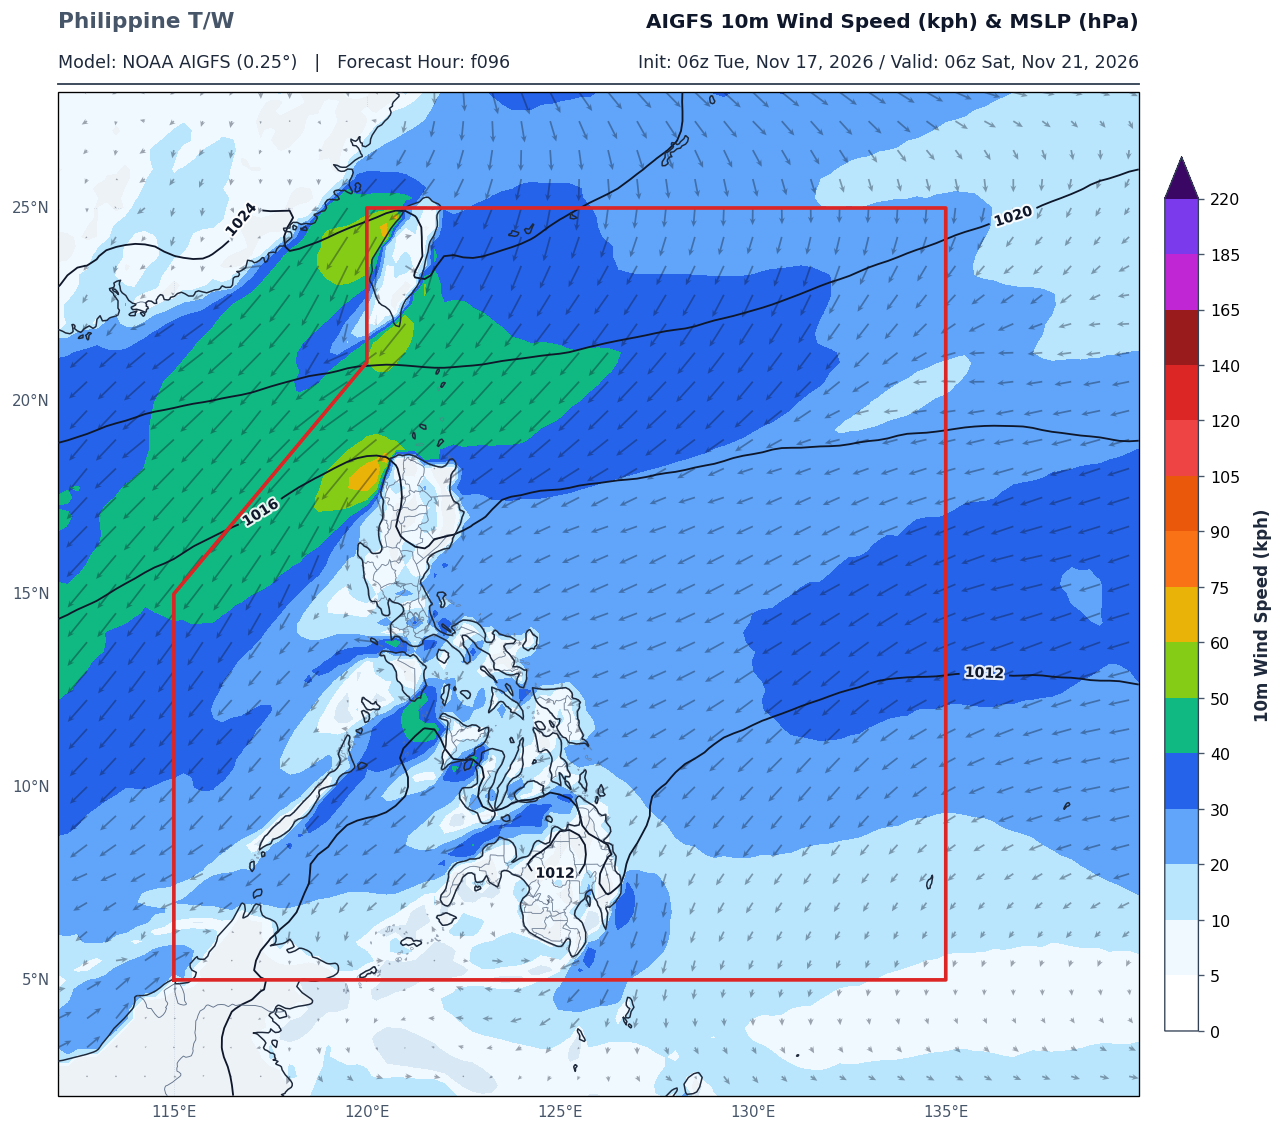 Philippine T/W
AIGFS 10m Wind Speed (kph) & MSLP (hPa)
Model: NOAA AIGFS (0.25°)   |   Forecast Hour: f096
Init: 06z Tue, Nov 17, 2026 / Valid: 06z Sat, Nov 21, 2026
25°N
20°N
15°N
10°N
5°N
115°E
120°E
125°E
130°E
135°E
1024
1020
1016
1012
1012
220
185
165
140
120
105
90
75
60
50
40
30
20
10
5
0
10m Wind Speed (kph)